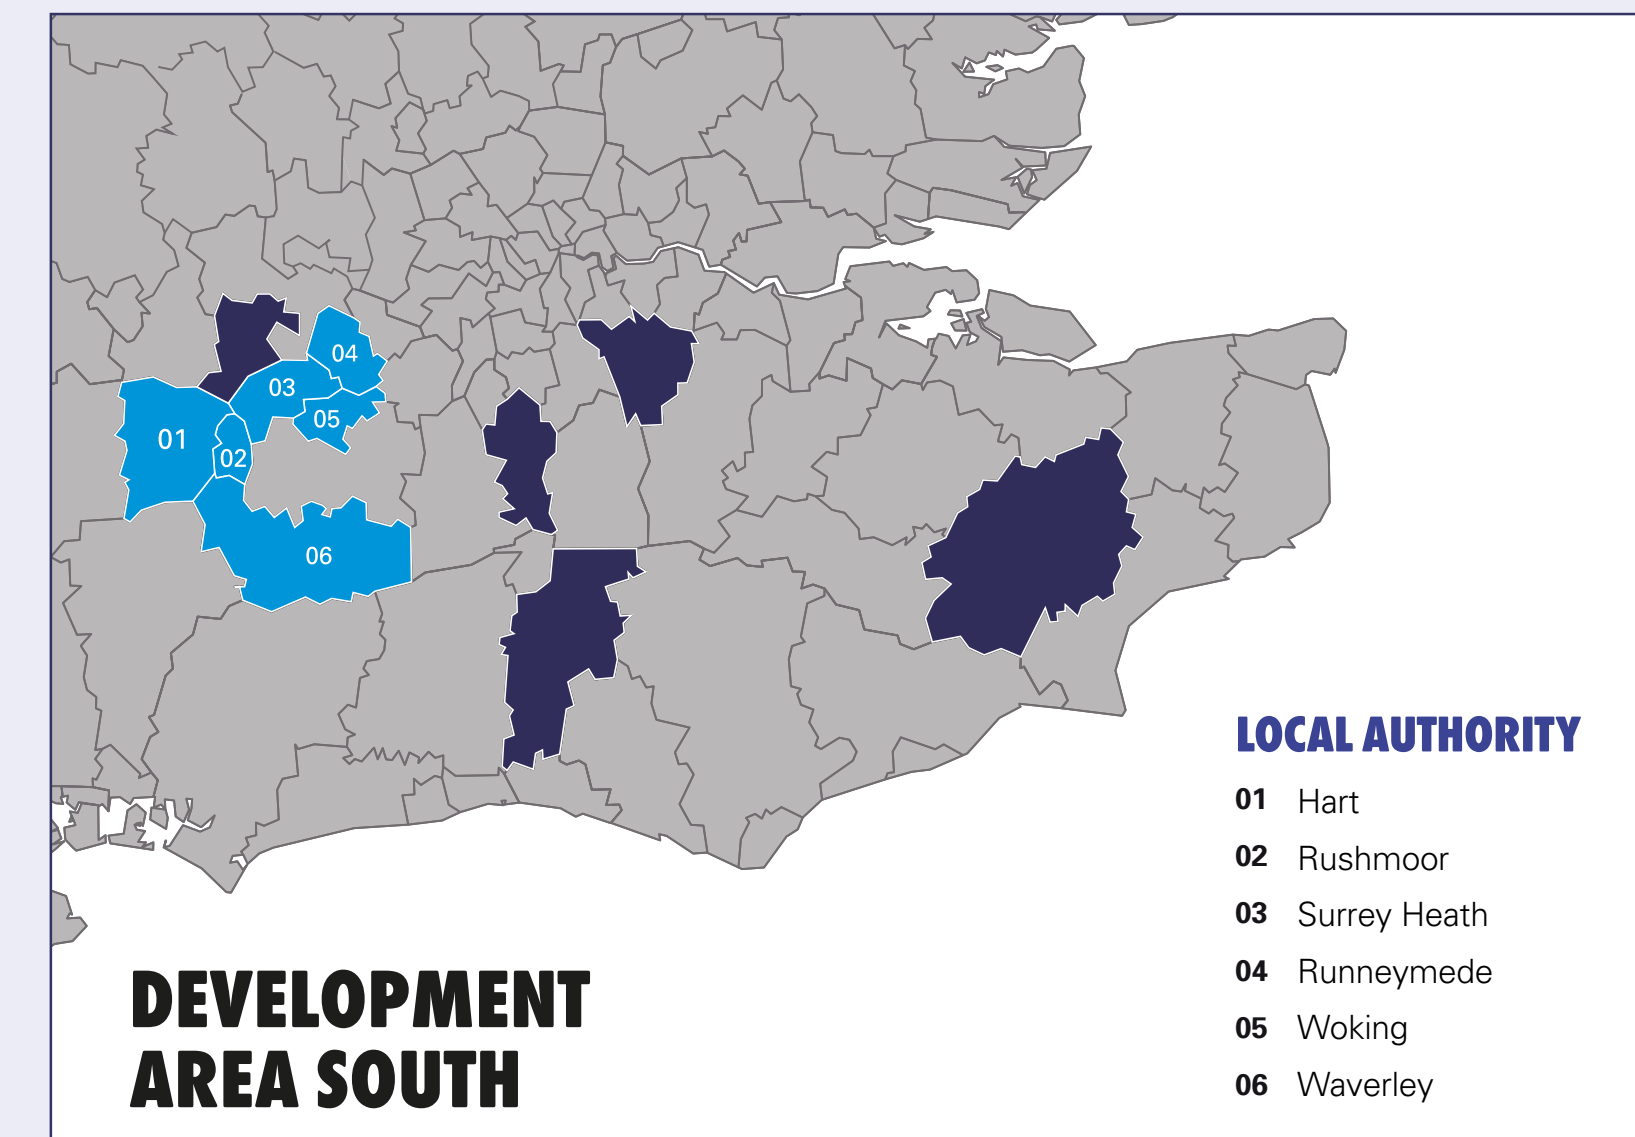 04
03
05
01
02
06
LOCAL AUTHORITY
01 Hart
02 Rushmoor
03 Surrey Heath
04 Runneymede
05 Woking
06 Waverley
DEVELOPMENT
AREA SOUTH